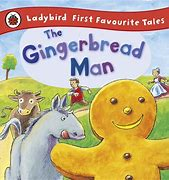 Ladybird First Favourite Tales
The
Gingerbread
Man